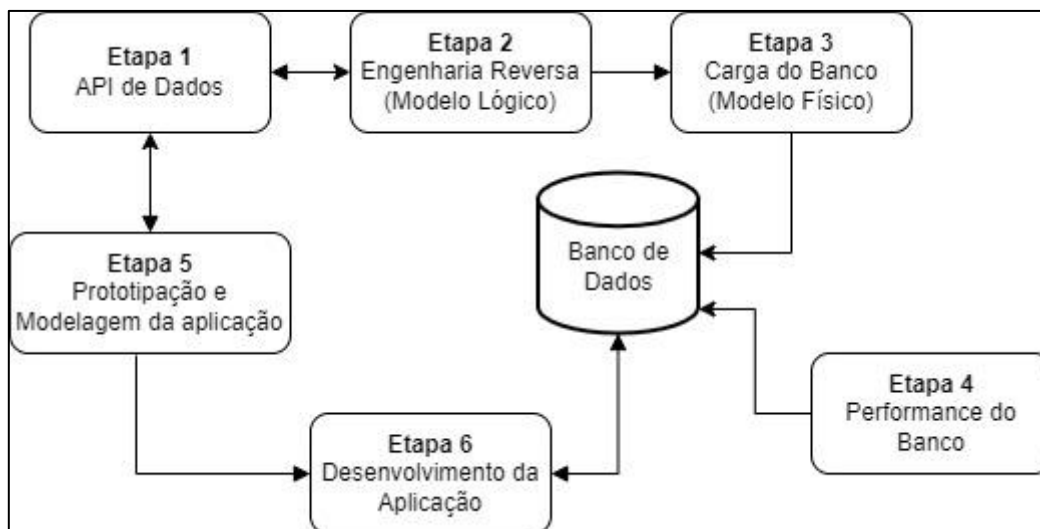 Etapa 1
API de Dados
Etapa 2
Engenharia Reversa
(Modelo Lógico)
Etapa 3
Carga do Banco
(Modelo Físico)
Banco de
Dados
Etapa 5
Prototipação e
Modelagem da aplicação
Etapa 4
Performance do
Banco
Etapa 6
Desenvolvimento da
Aplicação